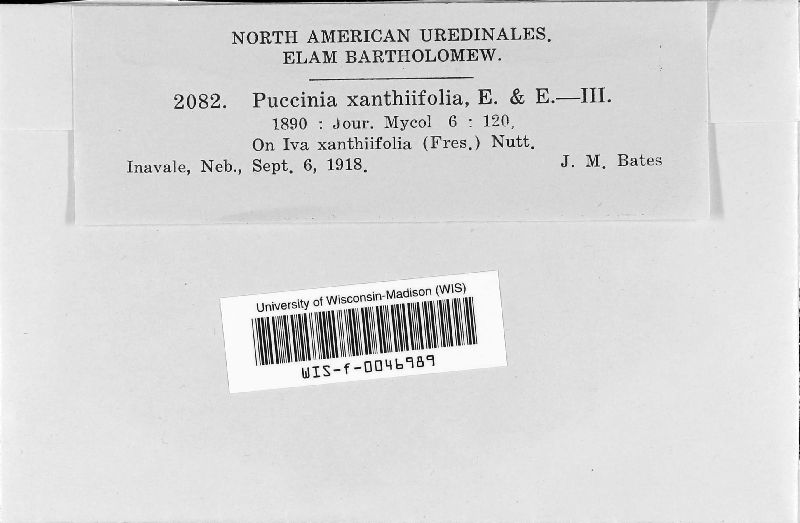 NORTH AMERICAN UREDINALES.
ELAM BARTHOLOMEW.
2082. Puccinia xanthiifolia, E. & E.—III.
1890 : Jour. Mycol 6 : 120.
On Iva xanthiifolia (Fres.) Nutt.
Inavale, Neb., Sept. 6, 1918. J. M. Bates
University of Wisconsin-Madison (WIS)
WIS-f-0046989